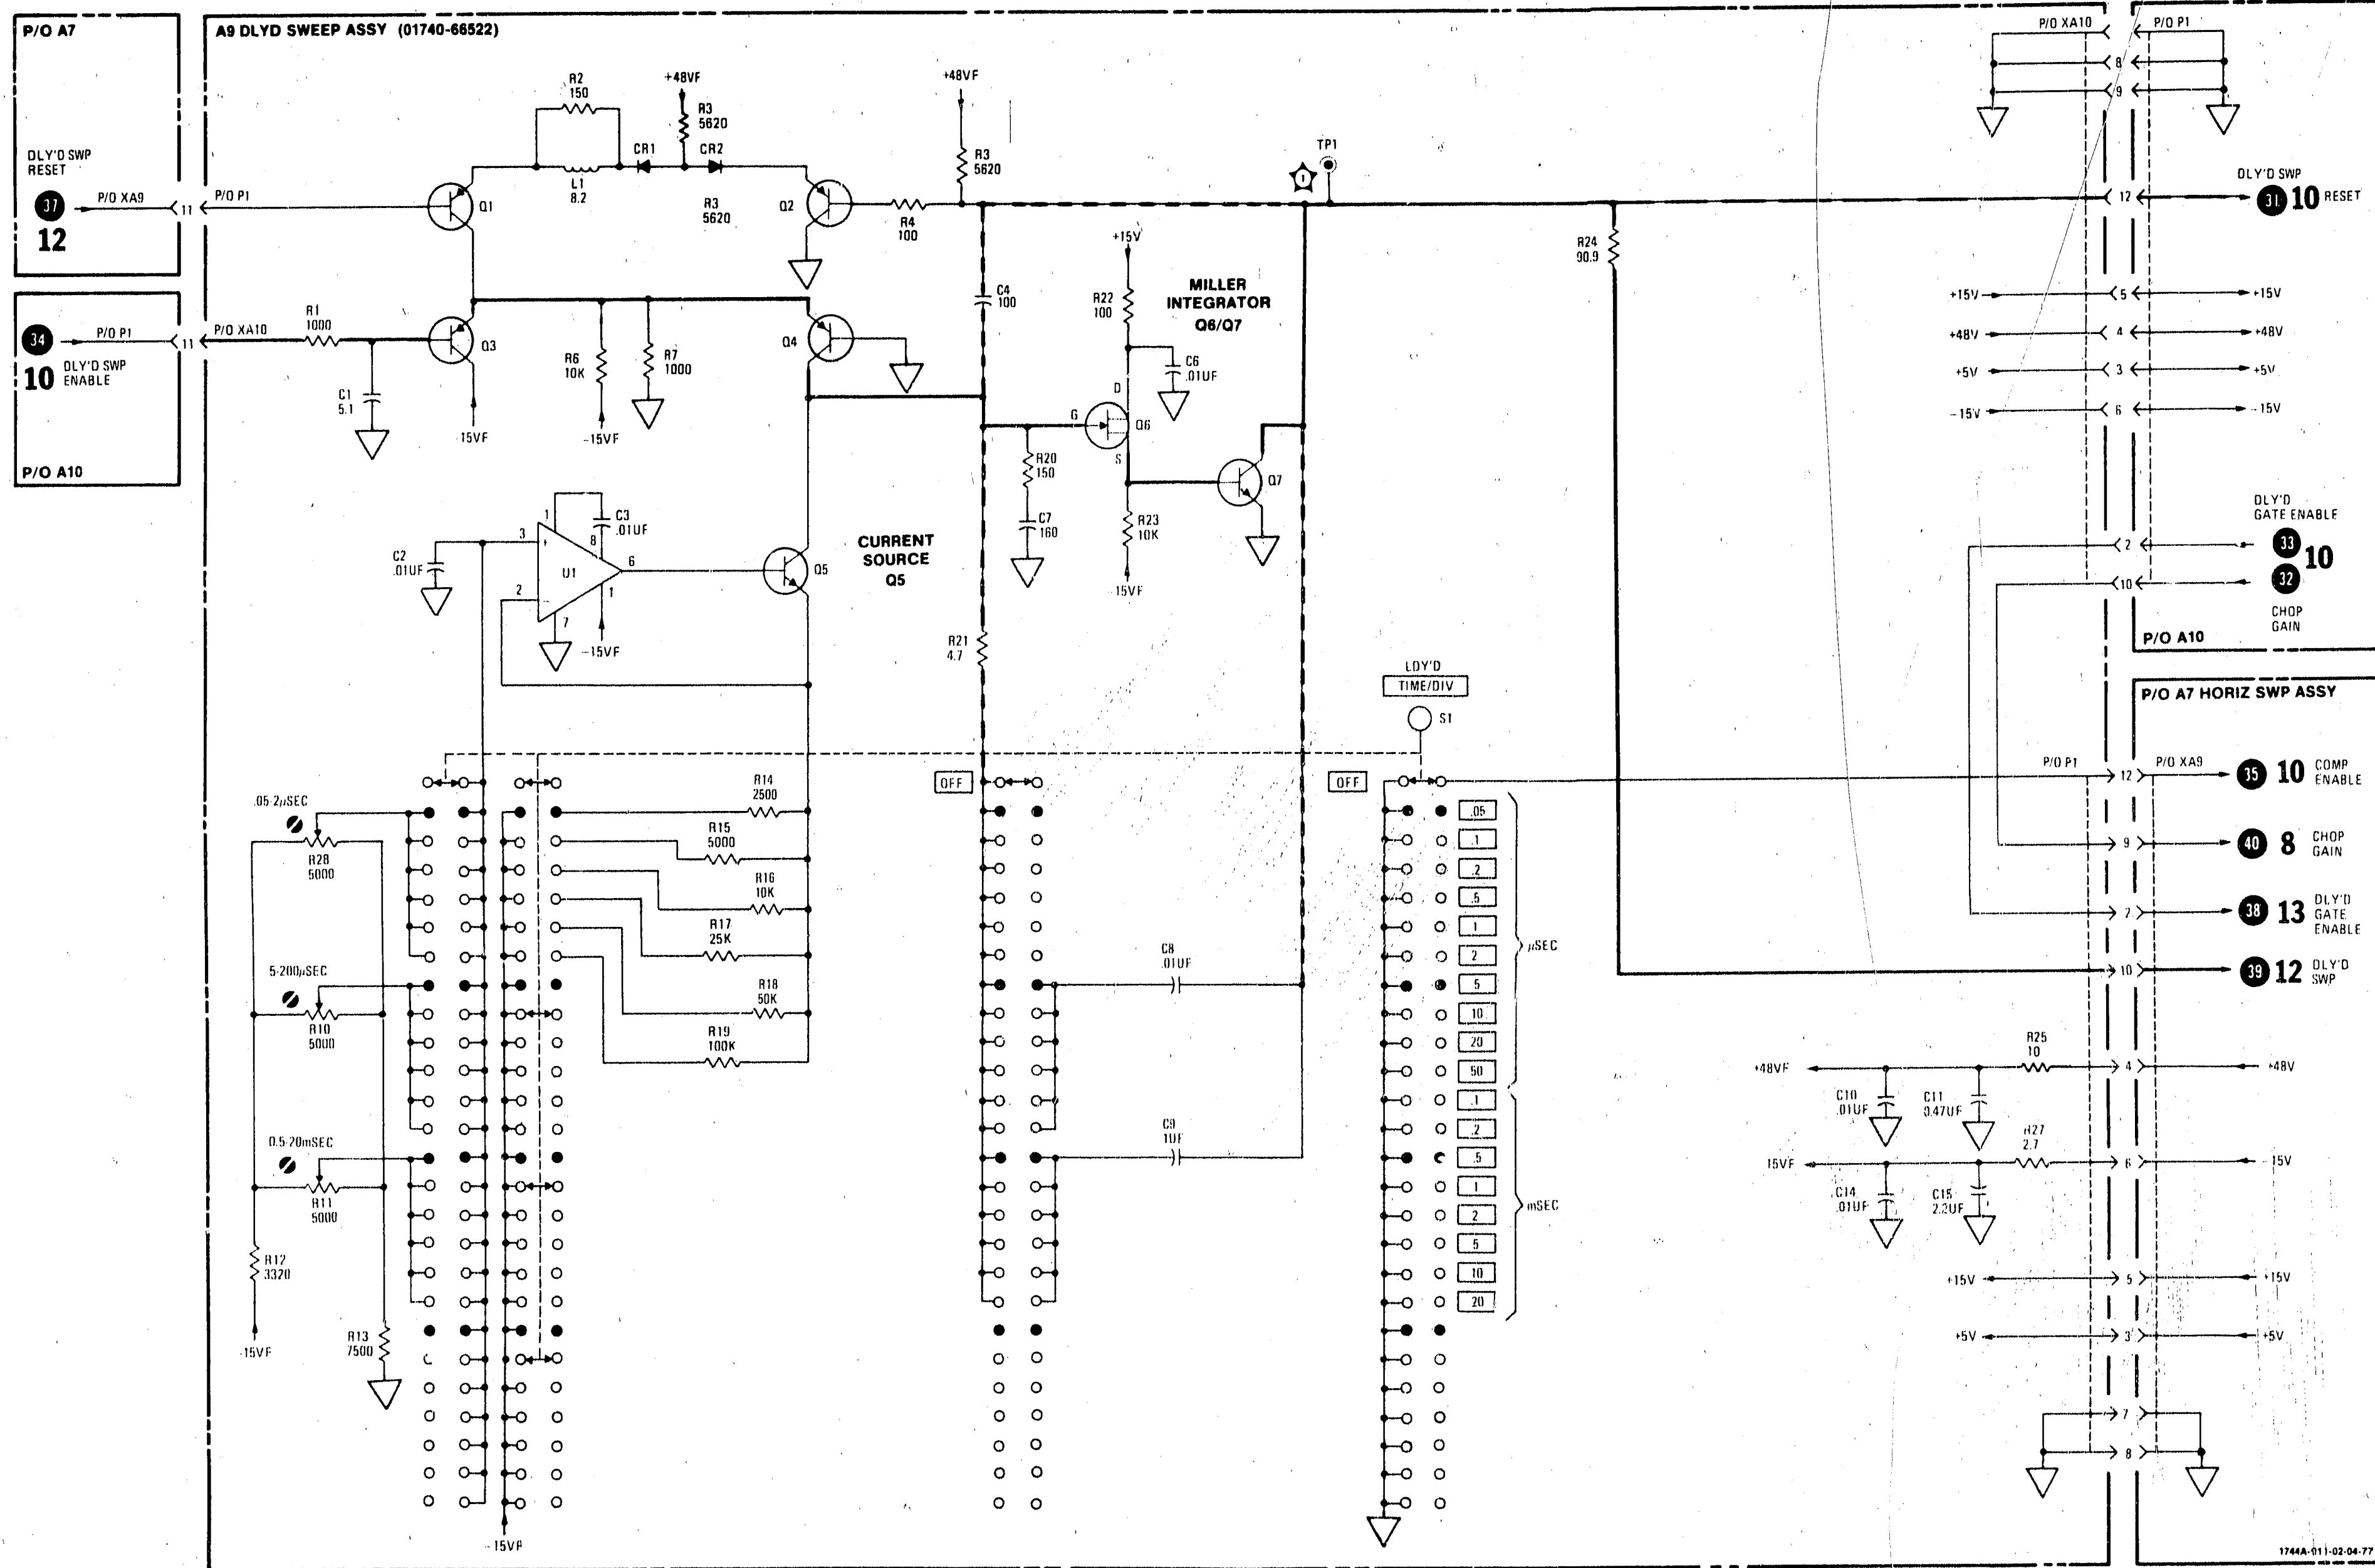 P/O A7
A9 DLYD SWEEP ASSY (01740-66522)
DLY'D SWP
RESET
37
12
P/O XA9
11
P/O P1
34
10
DLY'D SWP
ENABLE
P/O P1
11
P/O XA10
P/O A10
R1
1000
C1
5.1
Q1
Q3
-15VF
R2
150
L1
8.2
CR1
+48VF
R3
5620
CR2
R3
5620
Q2
R4
100
+48VF
R3
5620
R6
10K
-15VF
R7
1000
Q4
C4
100
TP1
1
+15V
R22
100
MILLER
INTEGRATOR
Q6/Q7
C6
.01UF
D
G
S
Q6
Q7
R20
150
C7
160
R23
10K
-15VF
R24
90.9
C2
.01UF
3
2
1
8
C3
.01UF
U1
6
1
7
-15VF
Q5
CURRENT
SOURCE
Q5
R21
4.7
LDY'D
TIME/DIV
S1
.05-2µSEC
R28
5000
5-200µSEC
R10
5000
0.5-20mSEC
R11
5000
R12
3320
-15VF
R13
7500
R14
2500
R15
5000
R16
10K
R17
25K
R18
50K
R19
100K
-15VF
OFF
C8
.01UF
C9
1UF
OFF
.05
.1
.2
.5
1
2
5
10
20
50
µSEC
.1
.2
.5
1
2
5
10
20
mSEC
P/O XA10
P/O P1
8
9
12
DLY'D SWP
31
10
RESET
+15V
5
+15V
+48V
4
+48V
+5V
3
+5V
-15V
6
-15V
2
10
DLY'D
GATE ENABLE
33
10
32
CHOP
GAIN
P/O A10
P/O A7 HORIZ SWP ASSY
P/O P1
12
P/O XA9
35
10
COMP
ENABLE
9
40
8
CHOP
GAIN
2
38
13
DLY'D
GATE
ENABLE
10
39
12
DLY'D
SWP
+48VF
C10
.01UF
C11
0.47UF
R25
10
4
+48V
15VF
C14
.01UF
C15
2.2UF
R27
2.7
6
-15V
+15V
5
+15V
+5V
3
+5V
7
8